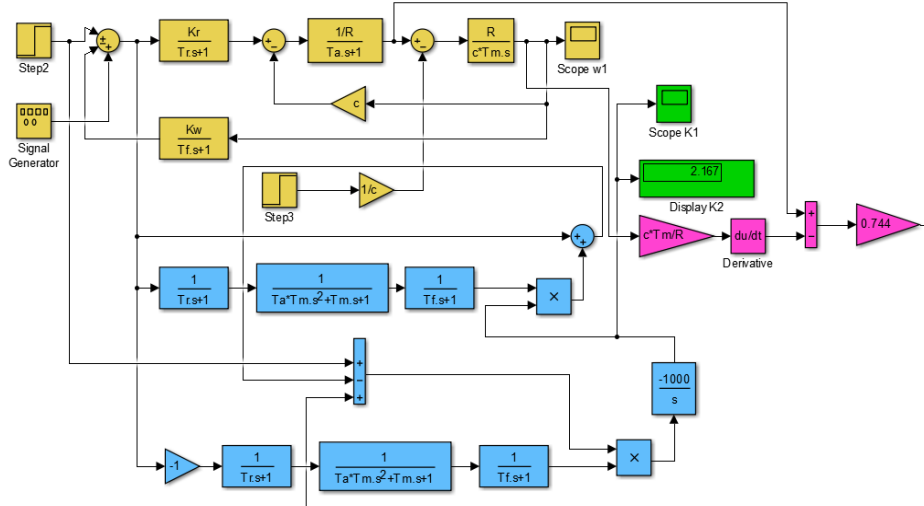 Step2
±
+
Kr
Tr.s+1
+
−
1/R
Ta.s+1
+
−
R
c*Tm.s
Scope w1
Signal
Generator
Kw
Tf.s+1
c
Step3
1/c
Scope K1
2.167
Display K2
c*Tm/R
du/dt
Derivative
+
−
0.744
+
+
1
Tr.s+1
1
Ta*Tm.s²+Tm.s+1
1
Tf.s+1
×
+
−
+
-1000
s
-1
1
Tr.s+1
1
Ta*Tm.s²+Tm.s+1
1
Tf.s+1
×